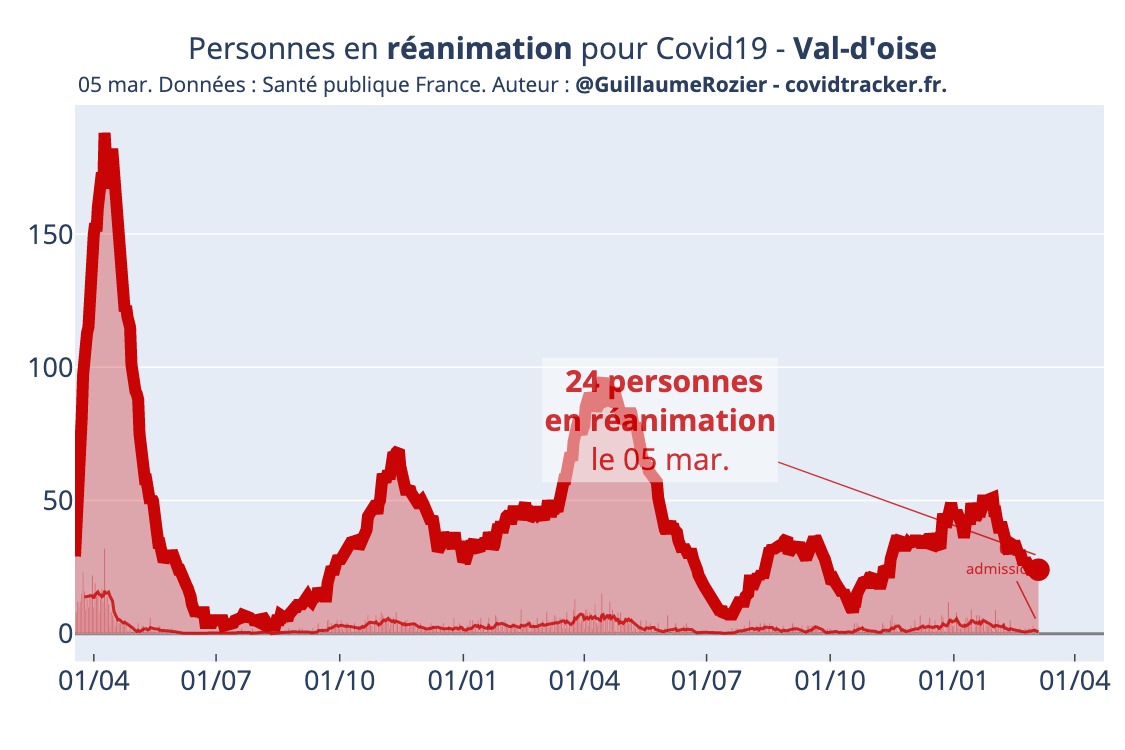 Personnes en réanimation pour Covid19 - Val-d'oise
05 mar. Données : Santé publique France. Auteur : @GuillaumeRozier - covidtracker.fr.
150
100
50
0
24 personnes
en réanimation
le 05 mar.
01/04 01/07 01/10 01/01 01/04 01/07 01/10 01/01 01/04